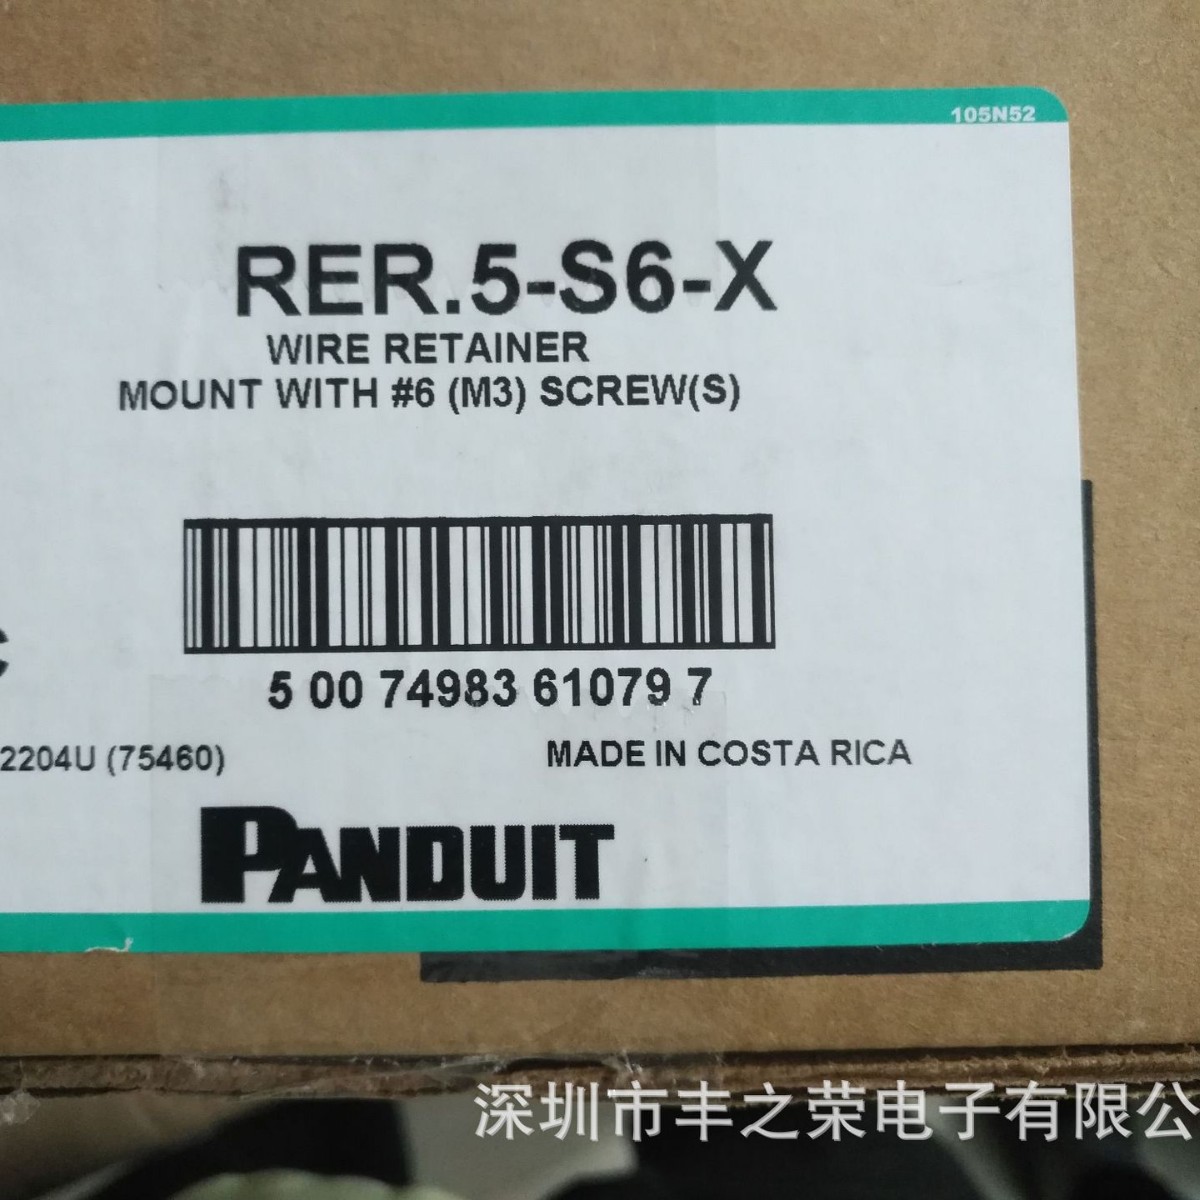 105N52
RER.5-S6-X
WIRE RETAINER
MOUNT WITH #6 (M3) SCREW(S)
5 00 74983 61079 7
2204U (75460)
MADE IN COSTA RICA
PANDUIT
深圳市丰之荣电子有限公